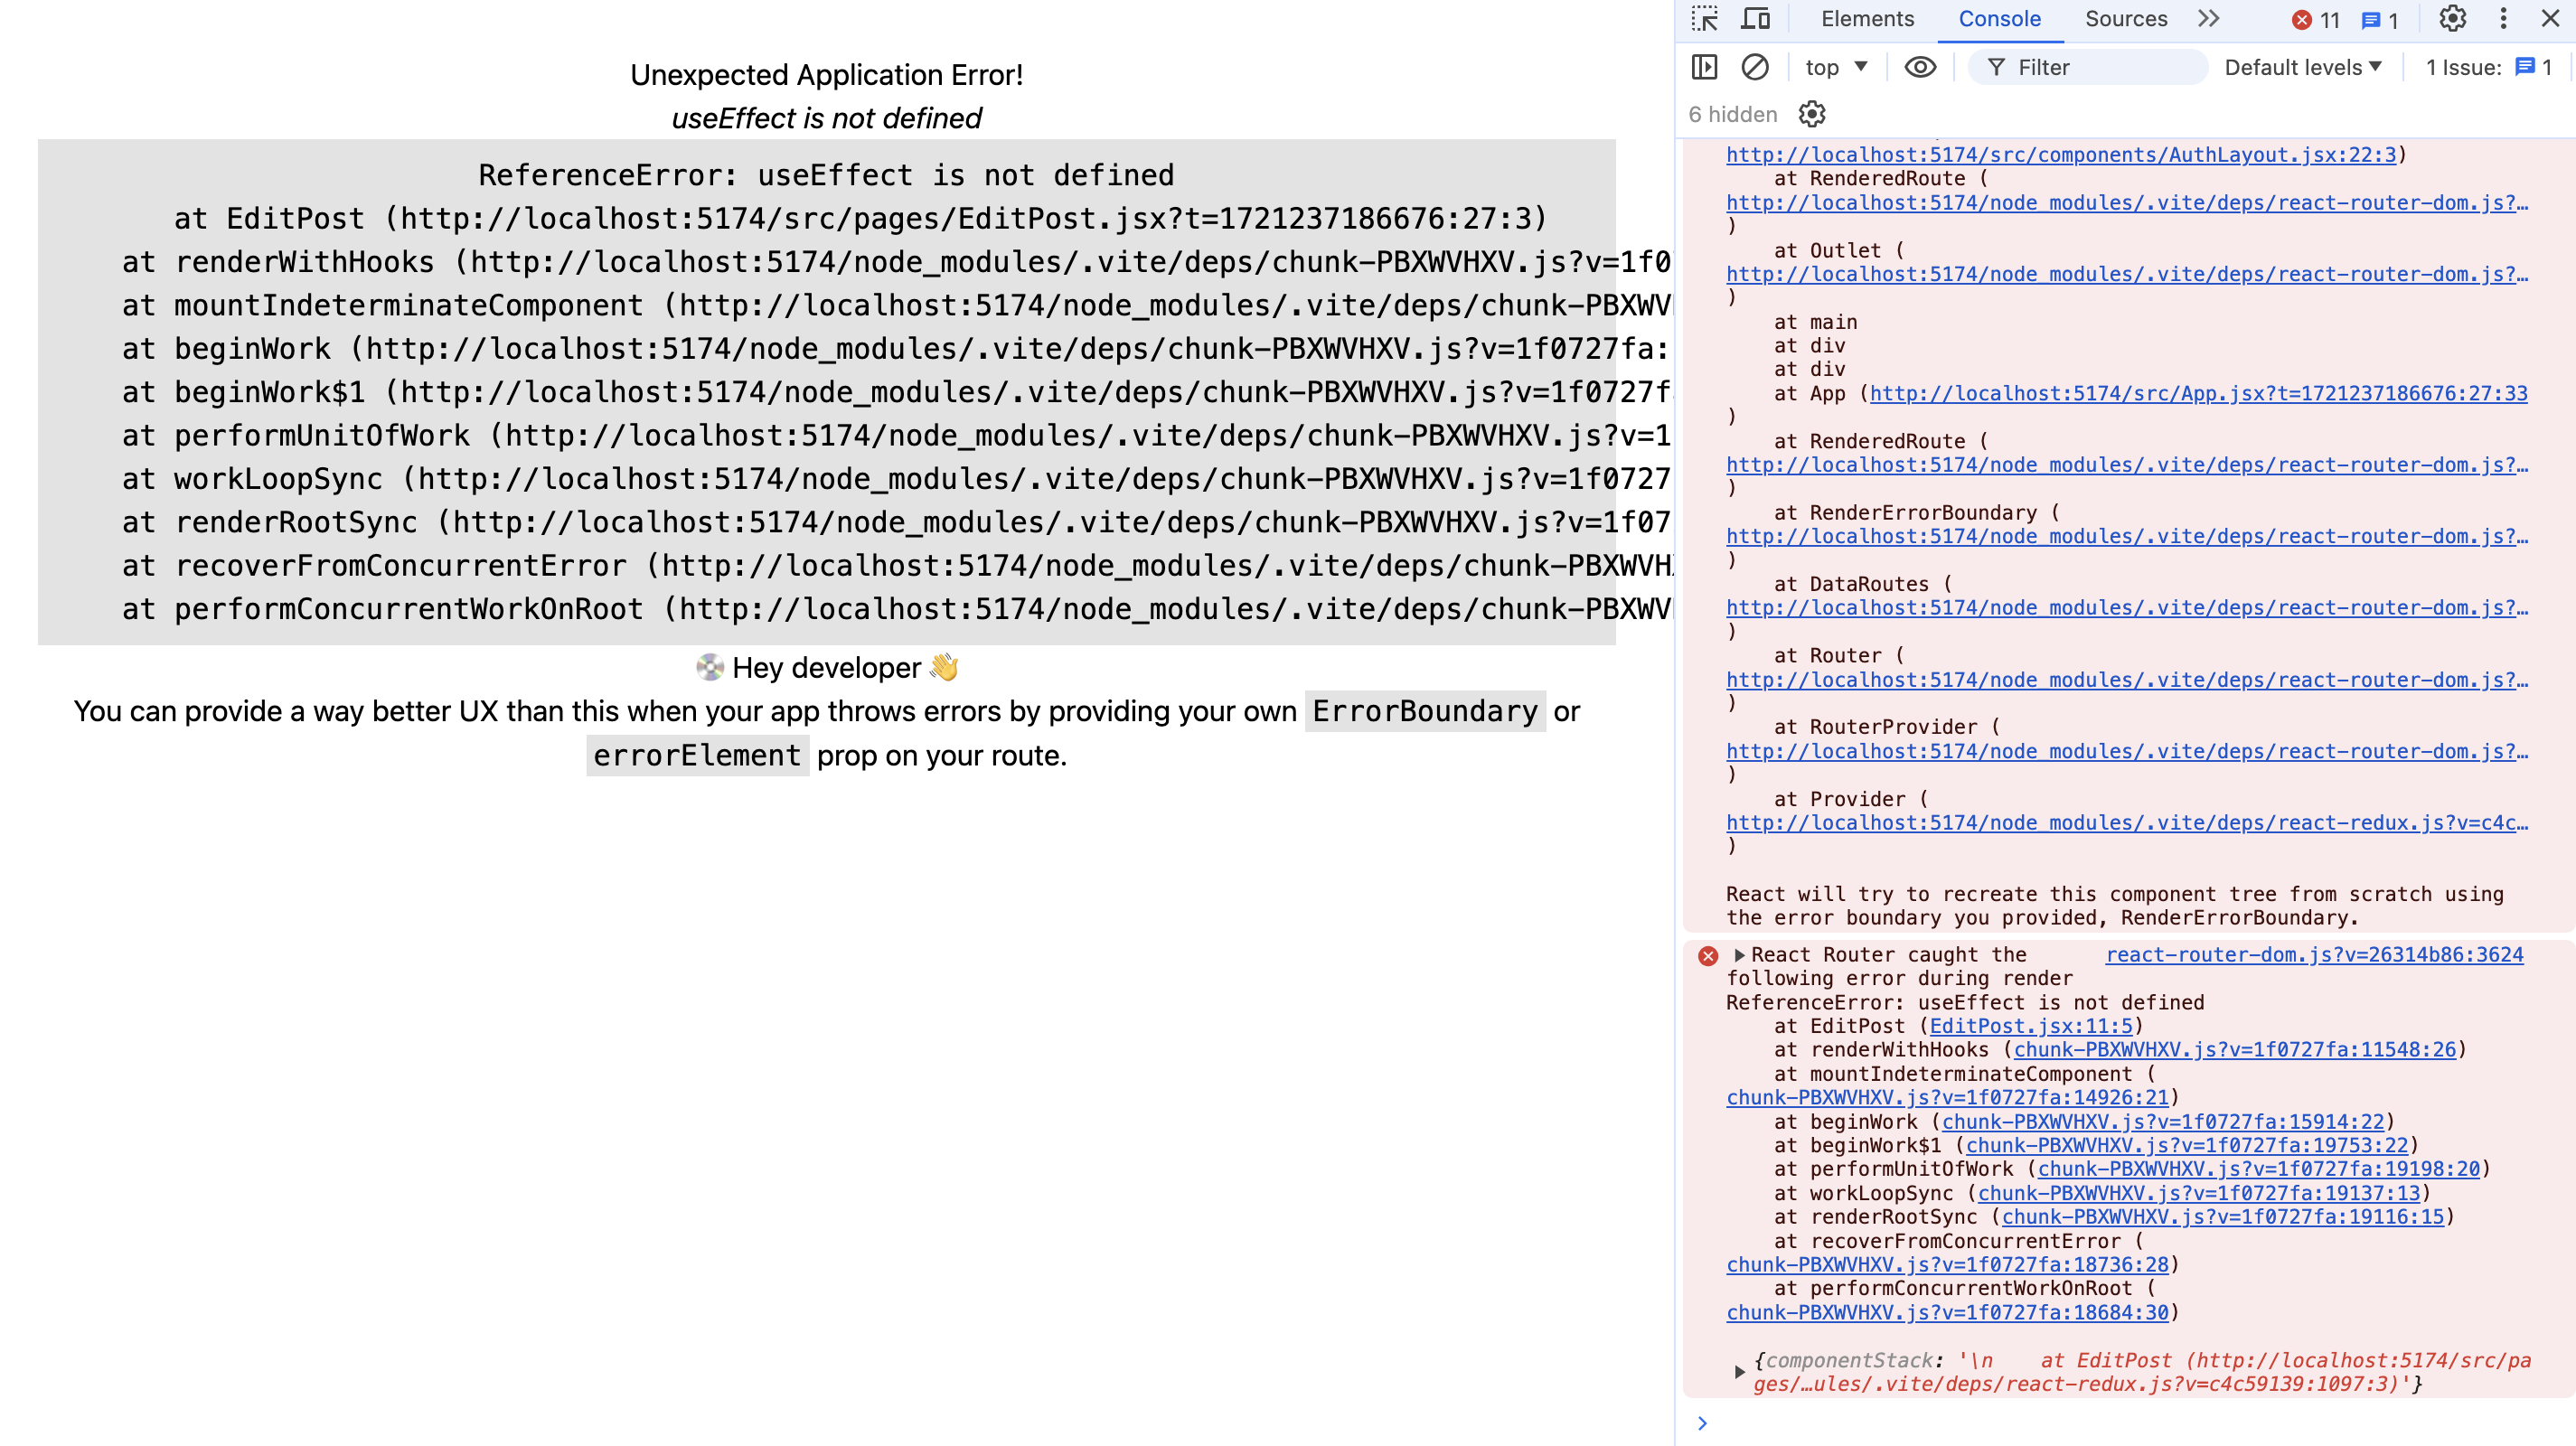 Unexpected Application Error!
useEffect is not defined
ReferenceError: useEffect is not defined
at EditPost (http://localhost:5174/src/pages/EditPost.jsx?t=1721237186676:27:3)
at renderWithHooks (http://localhost:5174/node_modules/.vite/deps/chunk-PBXWVHXV.js?v=1f0
at mountIndeterminateComponent (http://localhost:5174/node_modules/.vite/deps/chunk-PBXWV
at beginWork (http://localhost:5174/node_modules/.vite/deps/chunk-PBXWVHXV.js?v=1f0727fa:
at beginWork$1 (http://localhost:5174/node_modules/.vite/deps/chunk-PBXWVHXV.js?v=1f0727f
at performUnitOfWork (http://localhost:5174/node_modules/.vite/deps/chunk-PBXWVHXV.js?v=1
at workLoopSync (http://localhost:5174/node_modules/.vite/deps/chunk-PBXWVHXV.js?v=1f0727
at renderRootSync (http://localhost:5174/node_modules/.vite/deps/chunk-PBXWVHXV.js?v=1f07
at recoverFromConcurrentError (http://localhost:5174/node_modules/.vite/deps/chunk-PBXWVH
at performConcurrentWorkOnRoot (http://localhost:5174/node_modules/.vite/deps/chunk-PBXWV
💿 Hey developer 👋
You can provide a way better UX than this when your app throws errors by providing your own ErrorBoundary or
errorElement prop on your route.
Elements Console Sources 11 1
top Filter Default levels 1 Issue: 1
6 hidden
http://localhost:5174/src/components/AuthLayout.jsx:22:3)
at RenderedRoute (
http://localhost:5174/node_modules/.vite/deps/react-router-dom.js?…
)
at Outlet (
http://localhost:5174/node_modules/.vite/deps/react-router-dom.js?…
)
at main
at div
at div
at App (http://localhost:5174/src/App.jsx?t=1721237186676:27:33
)
at RenderedRoute (
http://localhost:5174/node_modules/.vite/deps/react-router-dom.js?…
)
at RenderErrorBoundary (
http://localhost:5174/node_modules/.vite/deps/react-router-dom.js?…
)
at DataRoutes (
http://localhost:5174/node_modules/.vite/deps/react-router-dom.js?…
)
at Router (
http://localhost:5174/node_modules/.vite/deps/react-router-dom.js?…
)
at RouterProvider (
http://localhost:5174/node_modules/.vite/deps/react-router-dom.js?…
)
at Provider (
http://localhost:5174/node_modules/.vite/deps/react-redux.js?v=c4c…
)
React will try to recreate this component tree from scratch using
the error boundary you provided, RenderErrorBoundary.
React Router caught the react-router-dom.js?v=26314b86:3624
following error during render
ReferenceError: useEffect is not defined
at EditPost (EditPost.jsx:11:5)
at renderWithHooks (chunk-PBXWVHXV.js?v=1f0727fa:11548:26)
at mountIndeterminateComponent (
chunk-PBXWVHXV.js?v=1f0727fa:14926:21)
at beginWork (chunk-PBXWVHXV.js?v=1f0727fa:15914:22)
at beginWork$1 (chunk-PBXWVHXV.js?v=1f0727fa:19753:22)
at performUnitOfWork (chunk-PBXWVHXV.js?v=1f0727fa:19198:20)
at workLoopSync (chunk-PBXWVHXV.js?v=1f0727fa:19137:13)
at renderRootSync (chunk-PBXWVHXV.js?v=1f0727fa:19116:15)
at recoverFromConcurrentError (
chunk-PBXWVHXV.js?v=1f0727fa:18736:28)
at performConcurrentWorkOnRoot (
chunk-PBXWVHXV.js?v=1f0727fa:18684:30)
{componentStack: '\n    at EditPost (http://localhost:5174/src/pa
ges/…ules/.vite/deps/react-redux.js?v=c4c59139:1097:3)'}